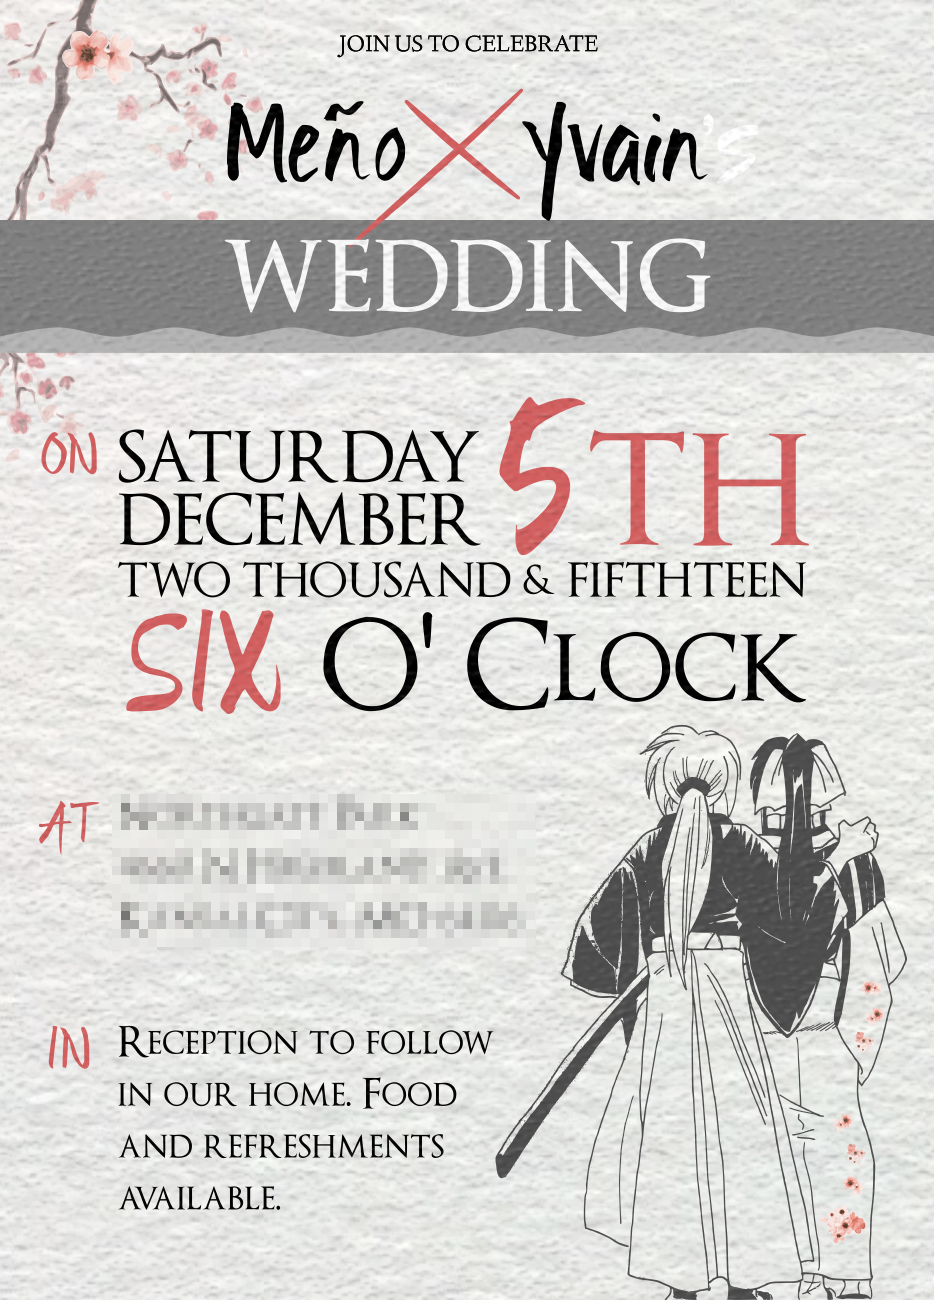 JOIN US TO CELEBRATE
Meño X Yvain's
WEDDING
ON SATURDAY 5TH
DECEMBER
TWO THOUSAND & FIFTHTEEN
SIX O' CLOCK
AT
IN RECEPTION TO FOLLOW
IN OUR HOME. FOOD
AND REFRESHMENTS
AVAILABLE.